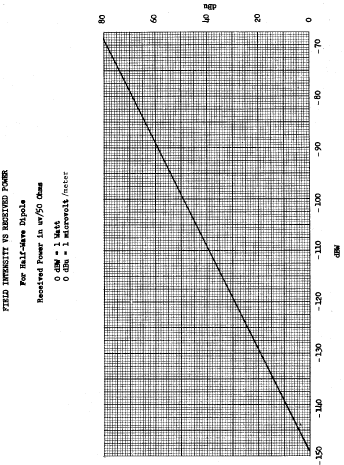 FIELD INTENSITY VS RECEIVED POWER
For Half-Wave Dipole
Received Power in uv/50 Ohms
0 dBW = 1 Watt
0 dBu = 1 microvolt/meter
dBu
80
60
40
20
0
-70
-80
-90
-100
-110
-120
-130
-140
-150
dBW